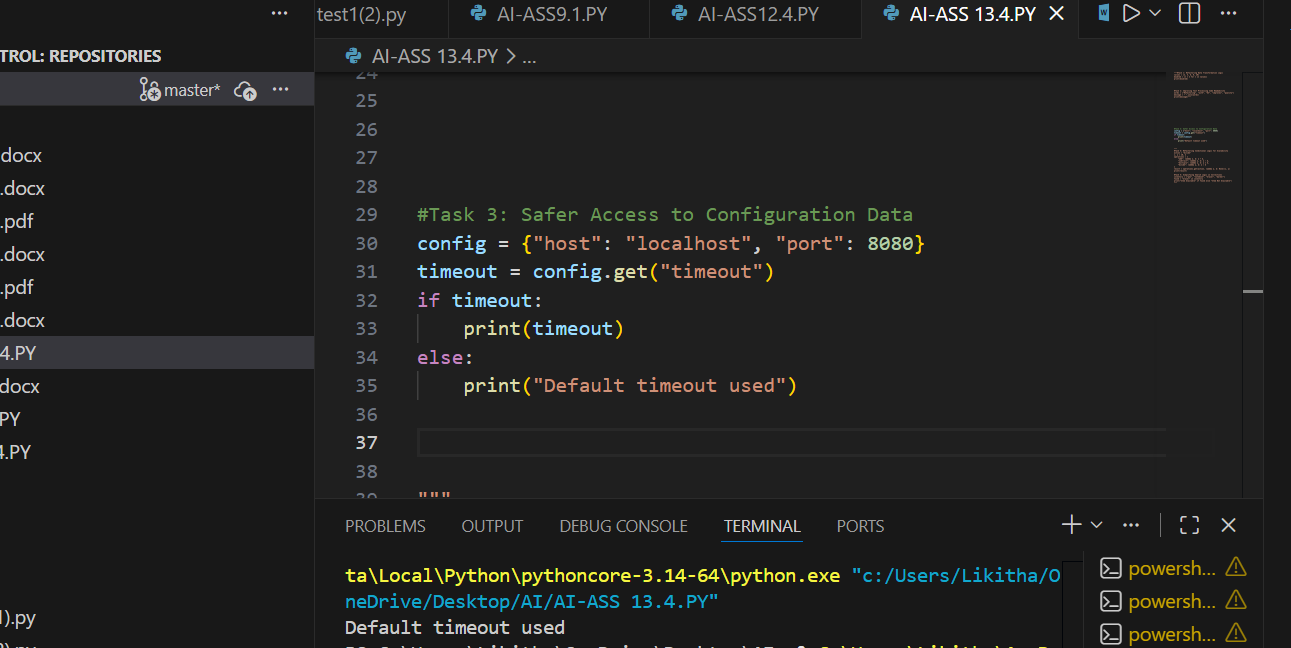 test1(2).py AI-ASS9.1.PY AI-ASS12.4.PY AI-ASS 13.4.PY
TROL: REPOSITORIES
AI-ASS 13.4.PY > ...
master*
docx
.docx
.pdf
.docx
.pdf
.docx
4.PY
docx
PY
4.PY
1).py
24
25
26
27
28
29 #Task 3: Safer Access to Configuration Data
30 config = {"host": "localhost", "port": 8080}
31 timeout = config.get("timeout")
32 if timeout:
33 print(timeout)
34 else:
35 print("Default timeout used")
36
37
38
39 """
PROBLEMS OUTPUT DEBUG CONSOLE TERMINAL PORTS
ta\Local\Python\pythoncore-3.14-64\python.exe "c:/Users/Likitha/O
neDrive/Desktop/AI/AI-ASS 13.4.PY"
Default timeout used
powersh...
powersh...
powersh...